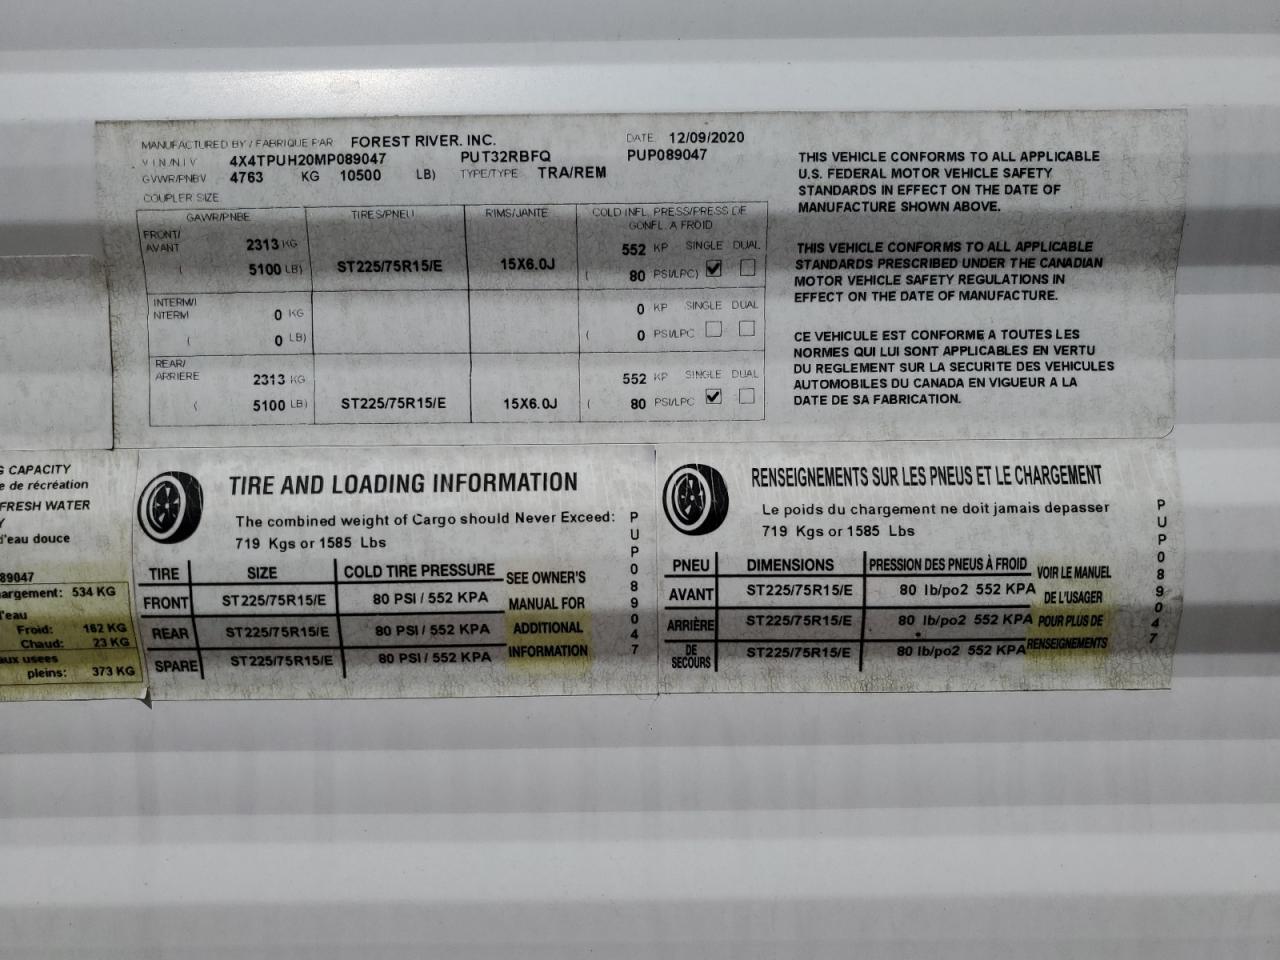 MANUFACTURED BY / FABRIQUE PAR FOREST RIVER, INC. DATE 12/09/2020
V I N / N I V 4X4TPUH20MP089047 PUT32RBFQ PUP089047
GVWR/PNBV 4763 KG 10500 LB) TYPE/TYPE TRA/REM
COUPLER SIZE
GAWR/PNBE TIRES/PNEU RIMS/JANTE COLD INFL. PRESS/PRESS DE
GONFL. A FROID
FRONT/
AVANT 2313 KG 552 KP SINGLE DUAL
( 5100 LB) ST225/75R15/E 15X6.0J ( 80 PSI/LPC)
INTERM/I
NTERM 0 KG 0 KP SINGLE DUAL
( 0 LB) ( 0 PSI/LPC
REAR/
ARRIERE 2313 KG 552 KP SINGLE DUAL
( 5100 LB) ST225/75R15/E 15X6.0J ( 80 PSI/LPC
THIS VEHICLE CONFORMS TO ALL APPLICABLE
U.S. FEDERAL MOTOR VEHICLE SAFETY
STANDARDS IN EFFECT ON THE DATE OF
MANUFACTURE SHOWN ABOVE.
THIS VEHICLE CONFORMS TO ALL APPLICABLE
STANDARDS PRESCRIBED UNDER THE CANADIAN
MOTOR VEHICLE SAFETY REGULATIONS IN
EFFECT ON THE DATE OF MANUFACTURE.
CE VEHICULE EST CONFORME A TOUTES LES
NORMES QUI LUI SONT APPLICABLES EN VERTU
DU REGLEMENT SUR LA SECURITE DES VEHICULES
AUTOMOBILES DU CANADA EN VIGUEUR A LA
DATE DE SA FABRICATION.
CAPACITY
de récréation
FRESH WATER
d'eau douce
89047
534 KG
d'eau
Froid: 162 KG
Chaud: 23 KG
usees
pleins: 373 KG
TIRE AND LOADING INFORMATION
The combined weight of Cargo should Never Exceed:
719 Kgs or 1585 Lbs
TIRE SIZE COLD TIRE PRESSURE
FRONT ST225/75R15/E 80 PSI / 552 KPA
REAR ST225/75R15/E 80 PSI / 552 KPA
SPARE ST225/75R15/E 80 PSI / 552 KPA
SEE OWNER'S
MANUAL FOR
ADDITIONAL
INFORMATION
PUP089047
RENSEIGNEMENTS SUR LES PNEUS ET LE CHARGEMENT
Le poids du chargement ne doit jamais depasser
719 Kgs or 1585 Lbs
PNEU DIMENSIONS PRESSION DES PNEUS À FROID
AVANT ST225/75R15/E 80 lb/po2 552 KPA
ARRIÈRE ST225/75R15/E 80 lb/po2 552 KPA
DE
SECOURS ST225/75R15/E 80 lb/po2 552 KPA
VOIR LE MANUEL
DE L'USAGER
POUR PLUS DE
RENSEIGNEMENTS
PUP089047